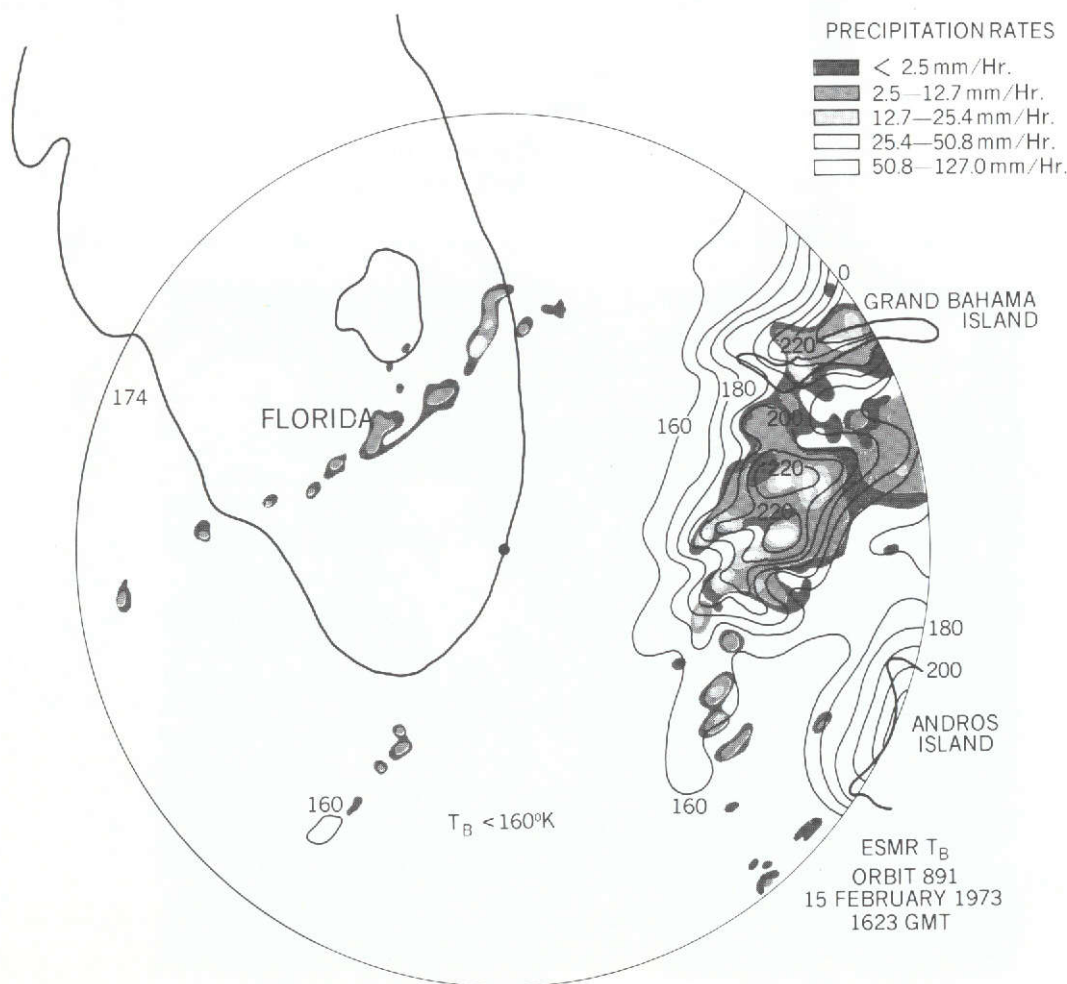 PRECIPITATION RATES
< 2.5 mm/Hr.
2.5—12.7 mm/Hr.
12.7—25.4 mm/Hr.
25.4—50.8 mm/Hr.
50.8—127.0 mm/Hr.
0
GRAND BAHAMA
ISLAND
220
180
174
160
200
FLORIDA
220
220
180
200
ANDROS
ISLAND
160
160
T_B < 160°K
ESMR T_B
ORBIT 891
15 FEBRUARY 1973
1623 GMT